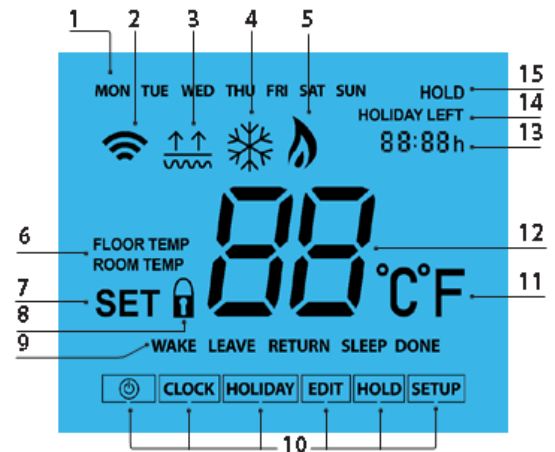 1 2 3 4 5
MON TUE WED THU FRI SAT SUN
HOLD 15
HOLIDAY LEFT 14
88:88h 13
88 12
6 FLOOR TEMP
ROOM TEMP
7 SET
°C°F 11
8
9 WAKE LEAVE RETURN SLEEP DONE
CLOCK HOLIDAY EDIT HOLD SETUP
10